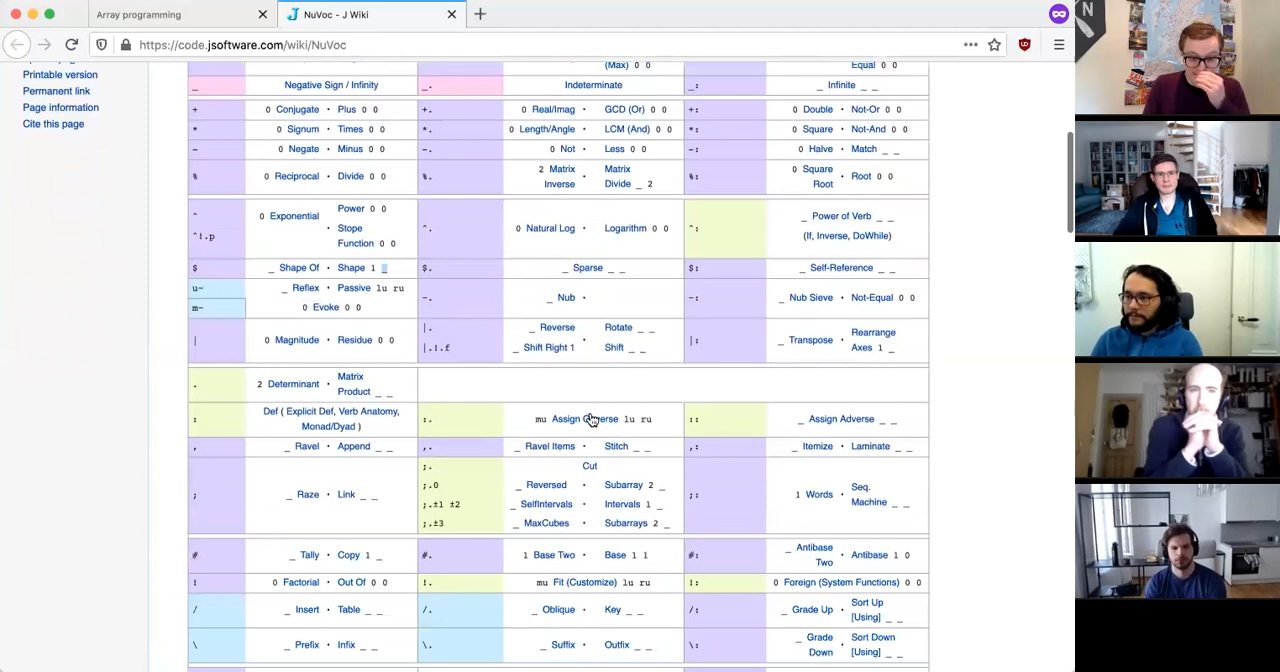 Array programming
NuVoc - J Wiki
https://code.jsoftware.com/wiki/NuVoc
Printable version
Permanent link
Page information
Cite this page
(Max) 0 0
Equal 0 0
_ Negative Sign / Infinity _. Indeterminate _: _ Infinite _
+ 0 Conjugate • Plus 0 0 +. 0 Real/Imag • GCD (Or) 0 0 +: 0 Double • Not-Or 0 0
* 0 Signum • Times 0 0 *. 0 Length/Angle • LCM (And) 0 0 *: 0 Square • Not-And 0 0
- 0 Negate • Minus 0 0 -. 0 Not • Less 0 0 -: 0 Halve • Match _ _
% 0 Reciprocal • Divide 0 0 %. 2 Matrix Inverse • Matrix Divide _ 2 %: 0 Square Root • Root 0 0
^ 0 Exponential • Power 0 0
^!.p • Stope Function 0 0
^. 0 Natural Log • Logarithm 0 0 ^: _ Power of Verb _ _
(If, Inverse, DoWhile)
$ _ Shape Of • Shape 1 _ $. _ Sparse _ _ $: _ Self-Reference _ _
u~ _ Reflex • Passive lu ru
m~ 0 Evoke 0 0
~. _ Nub • ~: _ Nub Sieve • Not-Equal 0 0
| 0 Magnitude • Residue 0 0 |. _ Reverse • Rotate _ _
|.!.f _ Shift Right 1 Shift _ _
|: _ Transpose • Rearrange Axes 1 _
. 2 Determinant • Matrix Product _ _
: Def ( Explicit Def, Verb Anatomy, Monad/Dyad ) :. mu Assign Obverse lu ru :: _ Assign Adverse _ _
, _ Ravel • Append _ _ ,. _ Ravel Items • Stitch _ _ ,: _ Itemize • Laminate _ _
; _ Raze • Link _ _ ;. Cut
;.0 _ Reversed • Subarray 2 _
;.±1 ±2 _ SelfIntervals • Intervals 1 _
;.±3 _ MaxCubes • Subarrays 2 _
;: 1 Words • Seq. Machine _ _
# _ Tally • Copy 1 _ #. 1 Base Two • Base 1 1 #: _ Antibase Two • Antibase 1 0
! 0 Factorial • Out Of 0 0 !. mu Fit (Customize) lu ru !: 0 Foreign (System Functions) 0 0
/ _ Insert • Table _ _ /. _ Oblique • Key _ _ /: _ Grade Up • Sort Up [Using] _ _
\ _ Prefix • Infix _ \. _ Suffix • Outfix _ \: _ Grade Down • Sort Down [Using] _ _
N